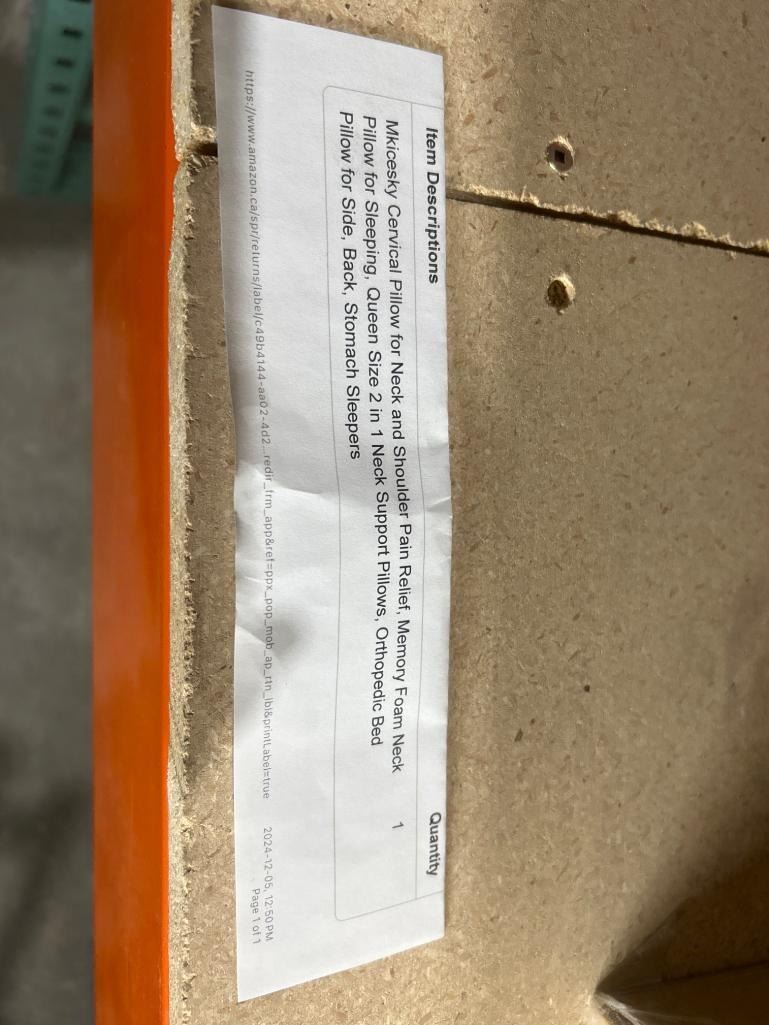 Item Descriptions Quantity
Mkicesky Cervical Pillow for Neck and Shoulder Pain Relief, Memory Foam Neck 1
Pillow for Sleeping, Queen Size 2 in 1 Neck Support Pillows, Orthopedic Bed
Pillow for Side, Back, Stomach Sleepers
https://www.amazon.ca/spr/returns/label/c49b4144-aa02-4d2...redir_frm_app&ref=ppx_pop_mob_ap_rtn_lbl&printLabel=true 2024-12-05, 12:50 PM
Page 1 of 1